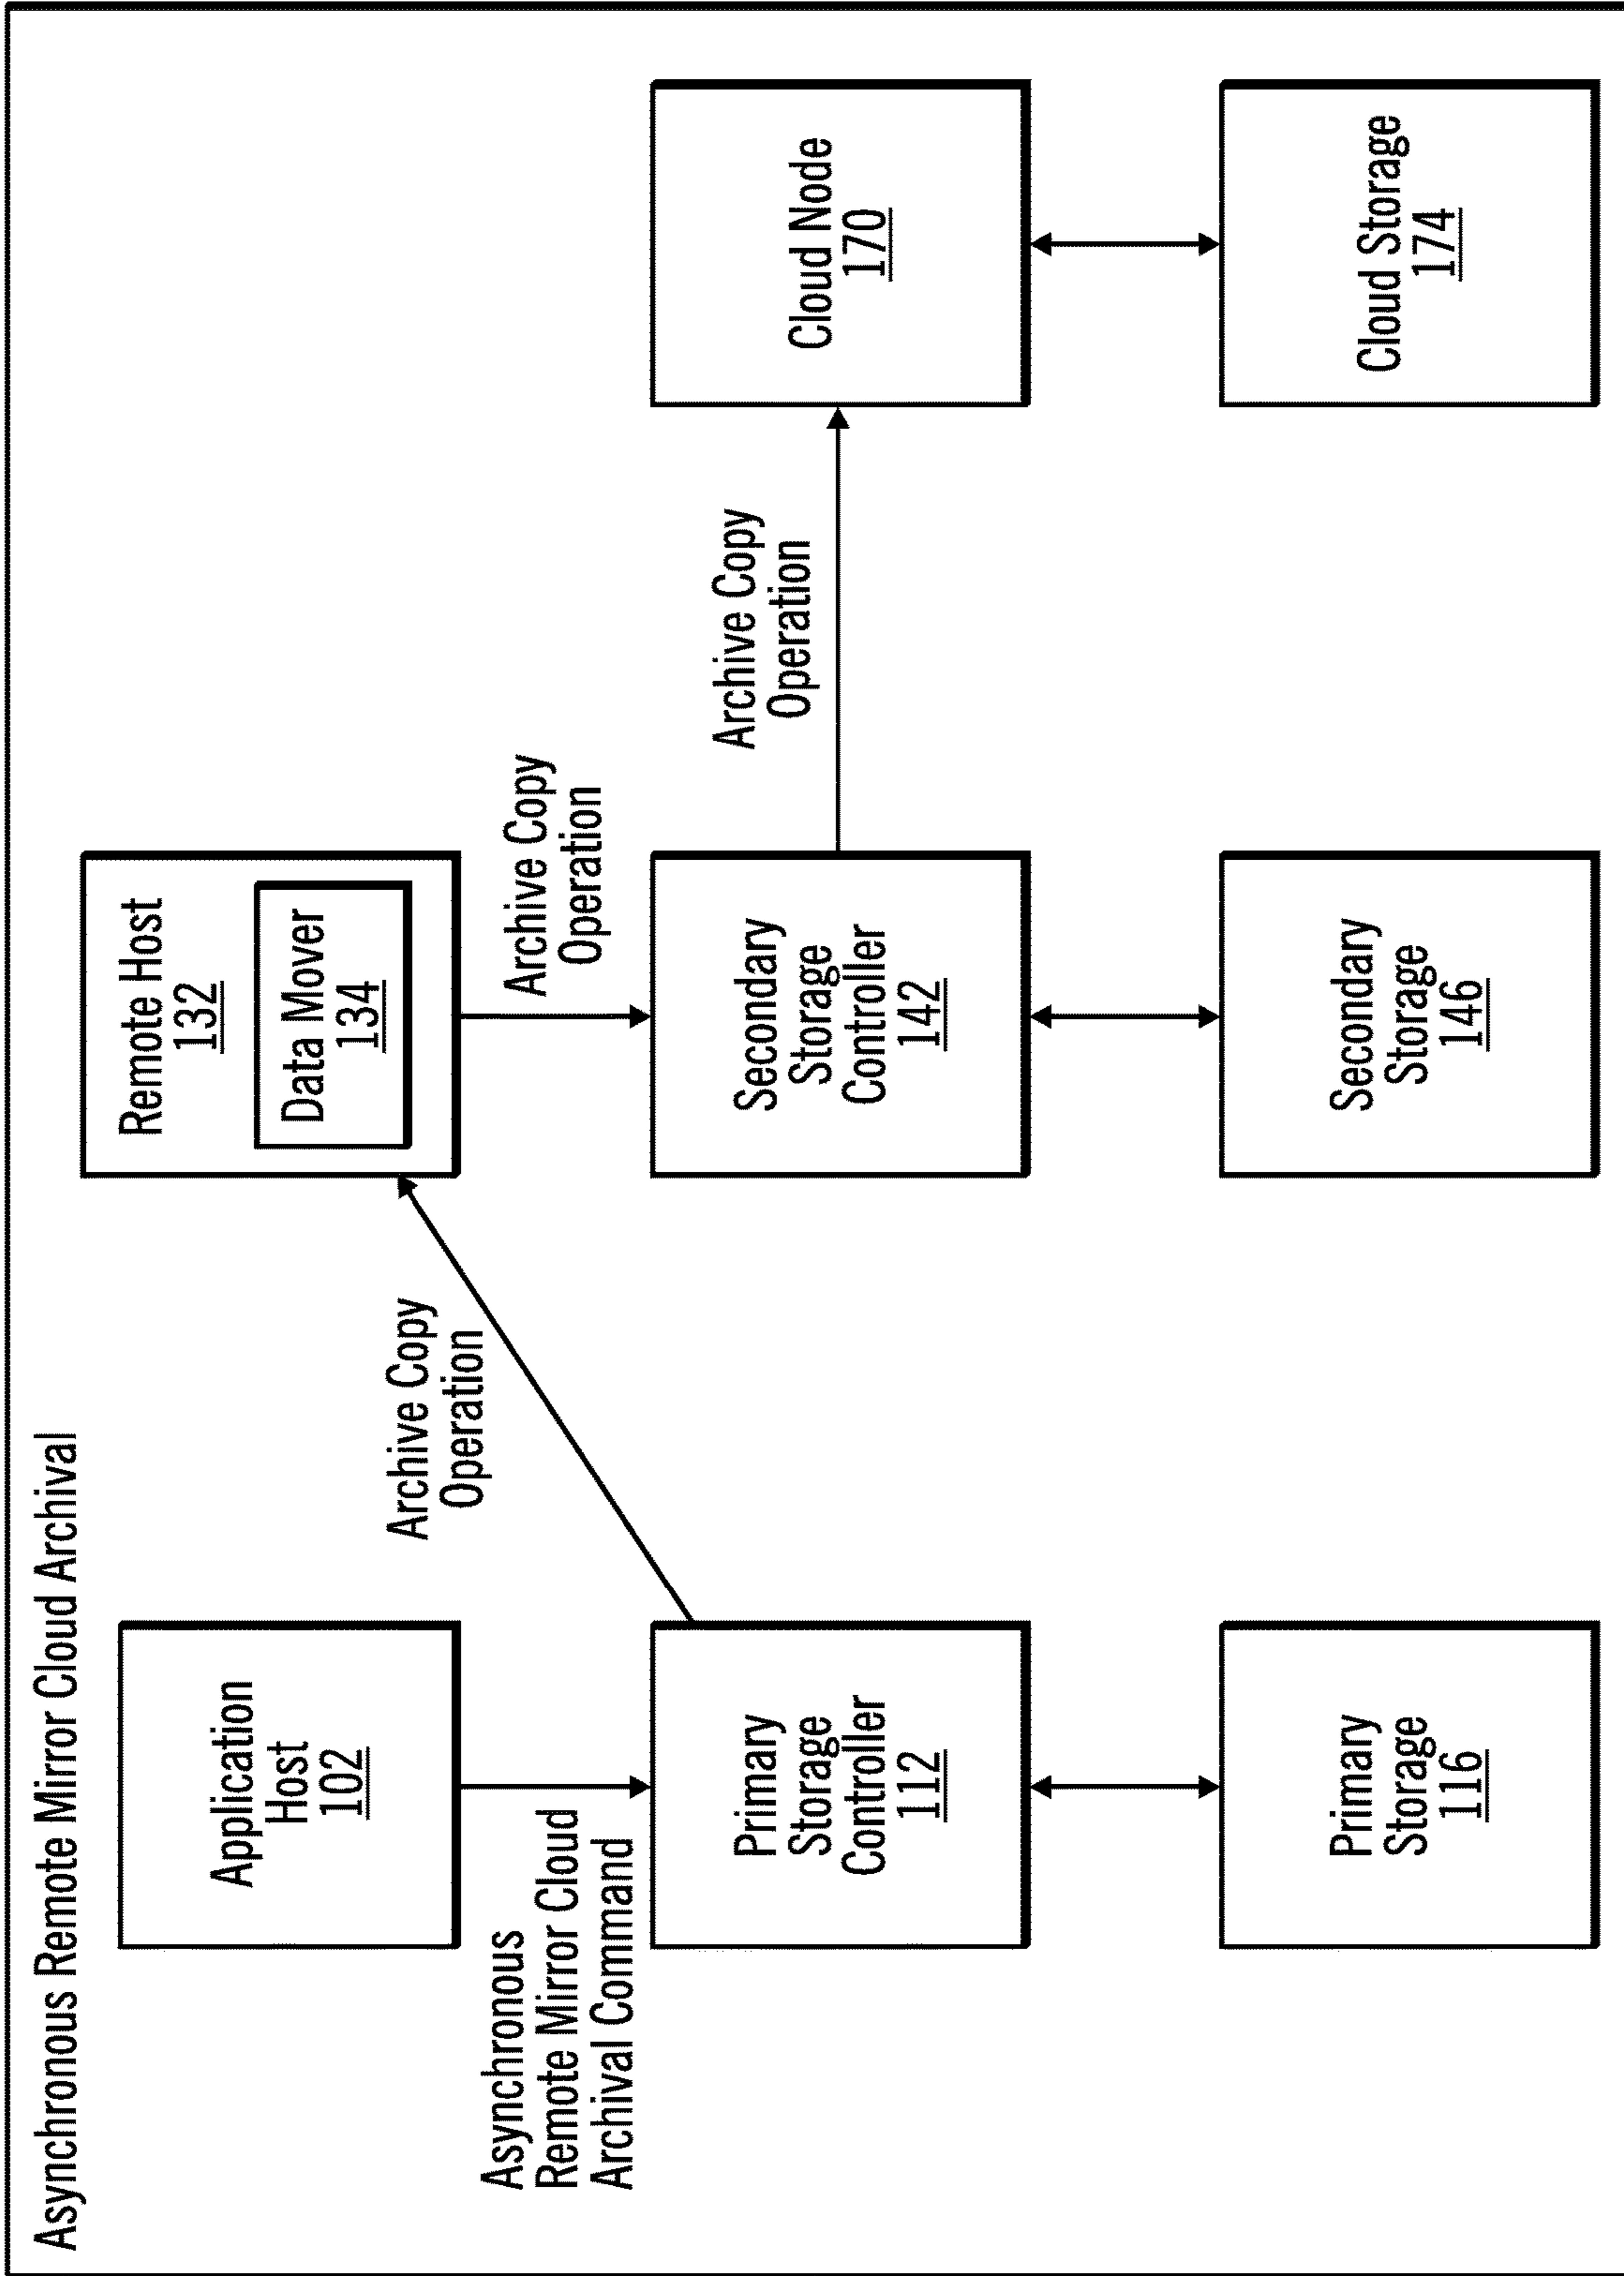 Asynchronous Remote Mirror Cloud Archival
Application
Host
102
Asynchronous
Remote Mirror Cloud
Archival Command
Primary
Storage
Controller
112
Primary
Storage
116
Archive Copy
Operation
Remote Host
132
Data Mover
134
Archive Copy
Operation
Secondary
Storage
Controller
142
Secondary
Storage
146
Archive Copy
Operation
Cloud Node
170
Cloud Storage
174